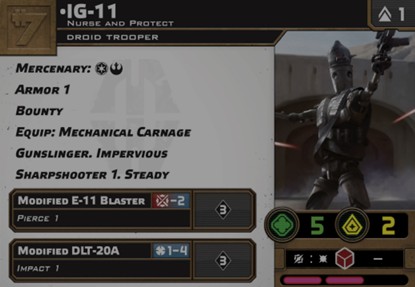 •IG-11
Nurse and Protect
DROID TROOPER
1
Mercenary:
Armor 1
Bounty
Equip: Mechanical Carnage
Gunslinger. Impervious
Sharpshooter 1. Steady
Modified E-11 Blaster -2
3
Pierce 1
Modified DLT-20A 1-4
3
Impact 1
5
2
: –